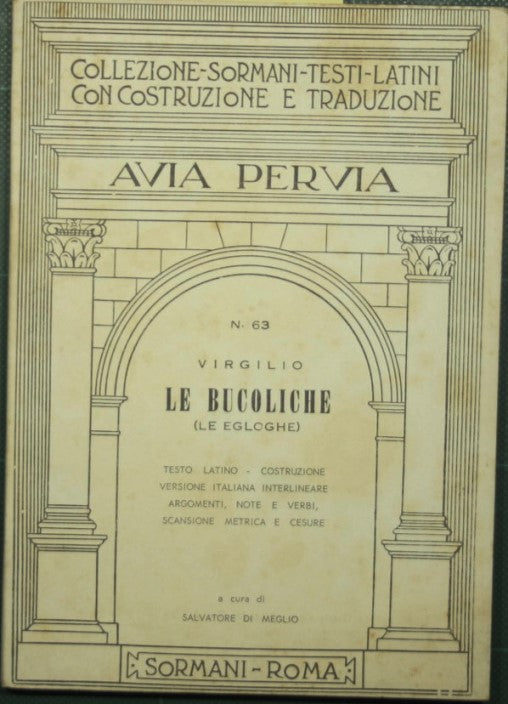 COLLEZIONE-SORMANI-TESTI-LATINI
CON COSTRUZIONE E TRADUZIONE
AVIA PERVIA
N. 63
VIRGILIO
LE BUCOLICHE
(LE EGLOGHE)
TESTO LATINO - COSTRUZIONE
VERSIONE ITALIANA INTERLINEARE
ARGOMENTI, NOTE E VERBI,
SCANSIONE METRICA E CESURE
a cura di
SALVATORE DI MEGLIO
SORMANI-ROMA